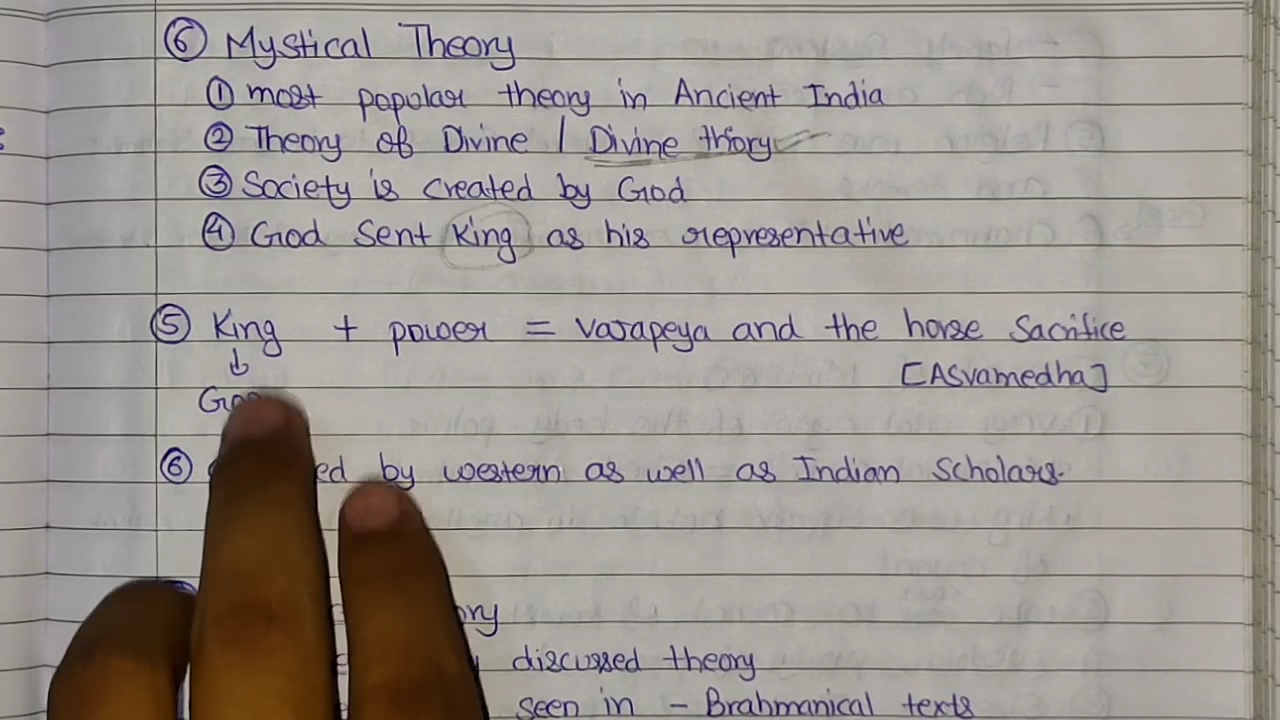 ⑥ Mystical Theory
① most popular theory in Ancient India
② Theory of Divine / Divine thiory
③ Society is created by God
④ God Sent King as his representative
⑤ King + power = vajapeya and the horse Sacrifice
↓ [Asvamedha]
⑥ by western as well as Indian Scholars.
discussed theory
seen in - Brahmanical texts